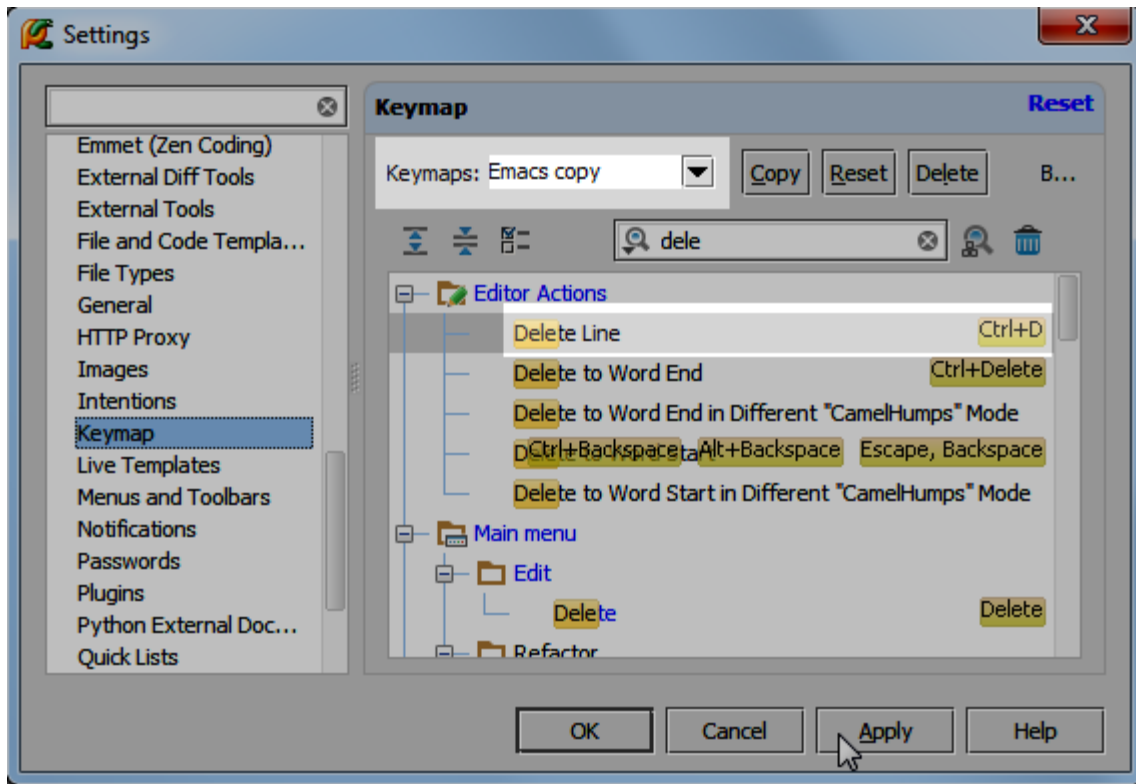 Settings
Keymap
Reset
Keymaps: Emacs copy
Copy
Reset
Delete
B...
dele
Emmet (Zen Coding)
External Diff Tools
External Tools
File and Code Templa...
File Types
General
HTTP Proxy
Images
Intentions
Keymap
Live Templates
Menus and Toolbars
Notifications
Passwords
Plugins
Python External Doc...
Quick Lists
Editor Actions
Delete Line Ctrl+D
Delete to Word End Ctrl+Delete
Delete to Word End in Different "CamelHumps" Mode
Delete to Word Start Ctrl+Backspace Alt+Backspace Escape, Backspace
Delete to Word Start in Different "CamelHumps" Mode
Main menu
Edit
Delete Delete
Refactor
OK
Cancel
Apply
Help